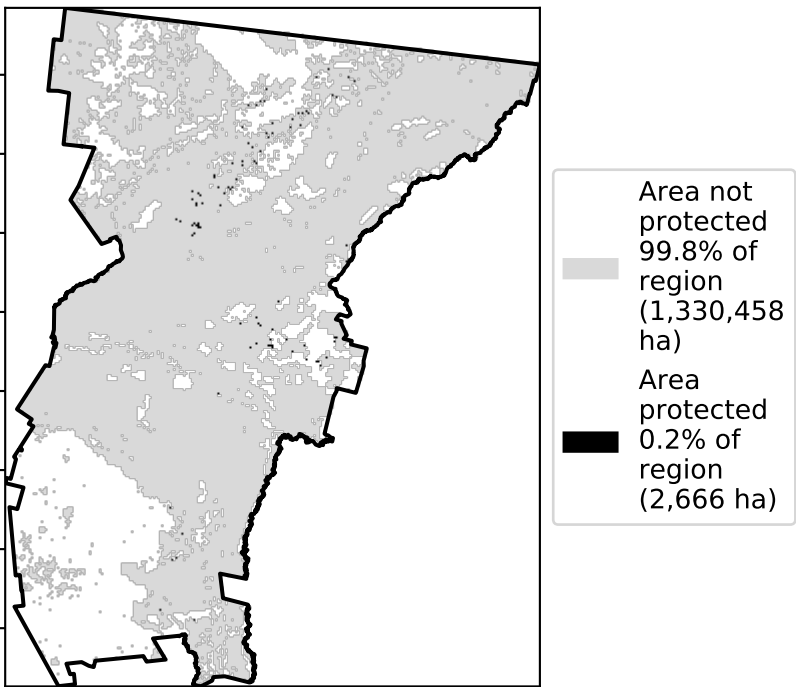 Area not
protected
99.8% of
region
(1,330,458
ha)
Area
protected
0.2% of
region
(2,666 ha)